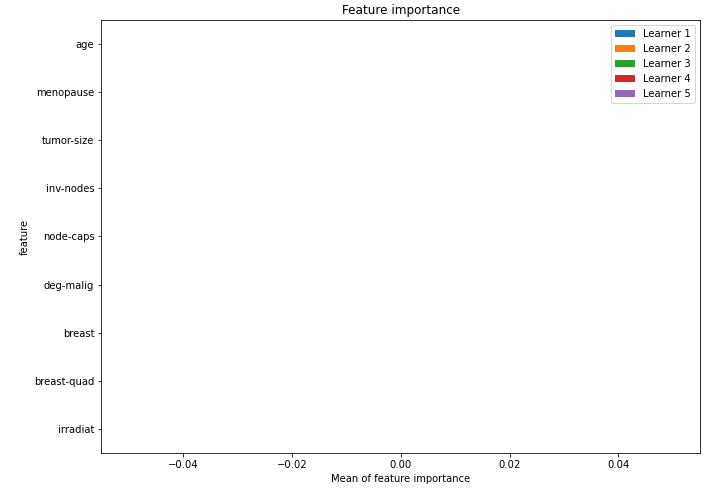 Feature importance
Learner 1
Learner 2
Learner 3
Learner 4
Learner 5
age
menopause
tumor-size
inv-nodes
node-caps
deg-malig
breast
breast-quad
irradiat
feature
−0.04 −0.02 0.00 0.02 0.04
Mean of feature importance